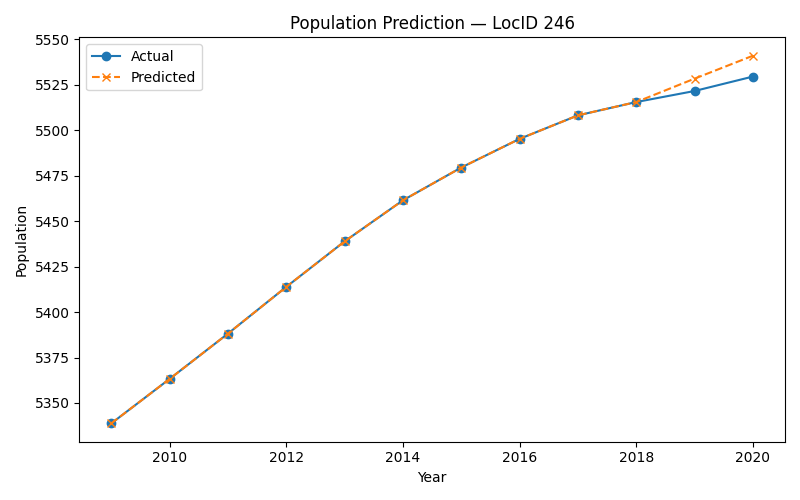 Population Prediction — LocID 246
Actual
Predicted
Population
5550
5525
5500
5475
5450
5425
5400
5375
5350
2010 2012 2014 2016 2018 2020
Year